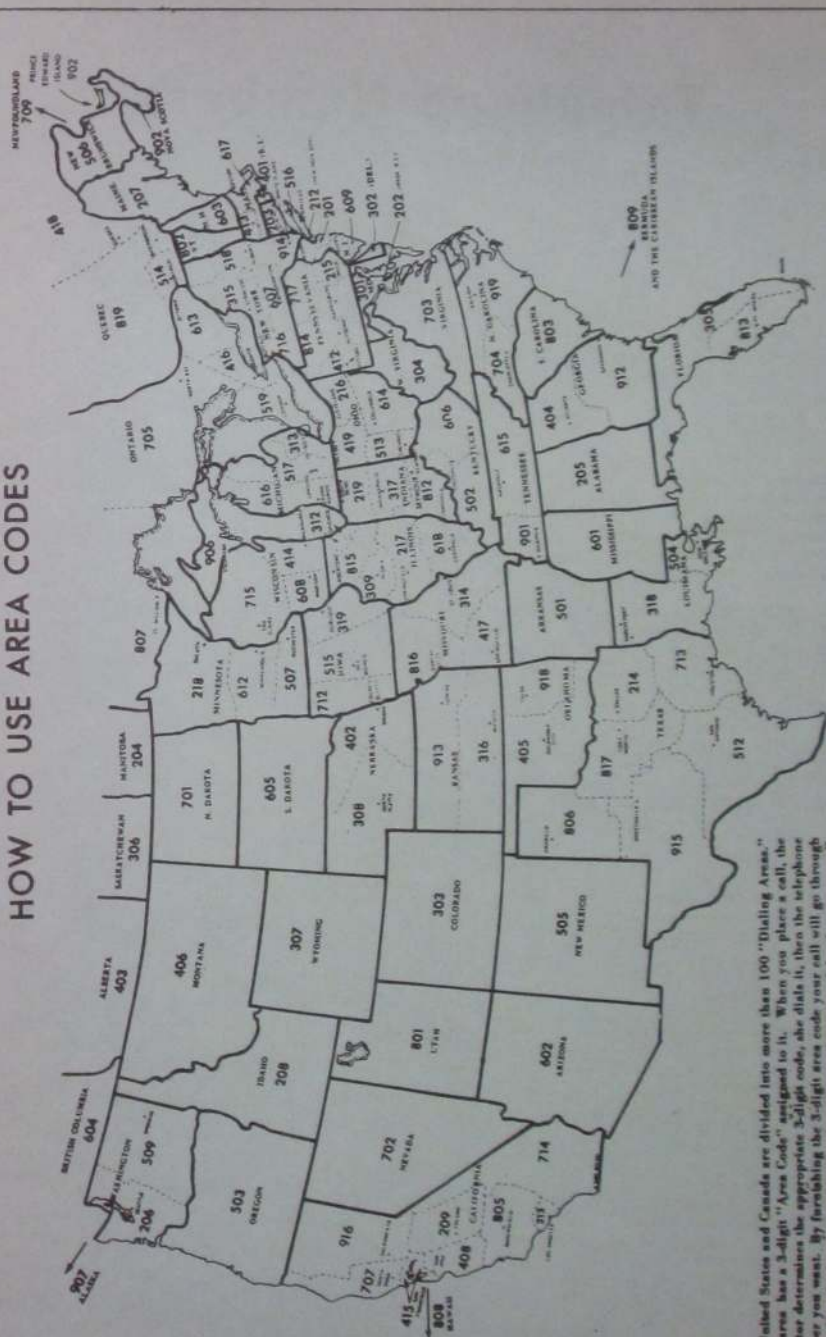 HOW TO USE AREA CODES
NEWFOUNDLAND
709
PRINCE
EDWARD
ISLAND
902
NEW
BRUNSWICK
506
902
NOVA SCOTIA
418
QUEBEC
819
514
ONTARIO
705
613
416
519
807
MANITOBA
204
SASKATCHEWAN
306
ALBERTA
403
BRITISH COLUMBIA
604
907
ALASKA
WASHINGTON
206
509
503
OREGON
IDAHO
208
406
MONTANA
307
WYOMING
701
N. DAKOTA
605
S. DAKOTA
308
402
NEBRASKA
218
MINNESOTA
612
507
715
WISCONSIN
414
608
906
616
MICHIGAN
517
313
712
515
IOWA
319
312
815
309
217
ILLINOIS
618
219
317
INDIANA
812
419
216
OHIO
513
614
MAINE
207
802
603
617
401 (R.I.)
516
212
201
609
302 (DEL.)
202
315
518
NEW YORK
607
716
914
814
717
PENNSYLVANIA
412
215
301
W. VIRGINIA
304
703
VIRGINIA
606
KENTUCKY
502
615
TENNESSEE
901
704
N. CAROLINA
919
S. CAROLINA
803
404
GEORGIA
912
205
ALABAMA
601
MISSISSIPPI
FLORIDA
305
813
809
BERMUDA
AND THE CARIBBEAN ISLANDS
816
MISSOURI
314
417
ARKANSAS
501
318
LOUISIANA
504
913
KANSAS
316
405
918
OKLAHOMA
806
817
214
TEXAS
713
915
512
303
COLORADO
505
NEW MEXICO
801
UTAH
602
ARIZONA
702
NEVADA
916
707
CALIFORNIA
209
408
805
213
714
415
808
HAWAII
United States and Canada are divided into more than 100 "Dialing Areas."
area has a 3-digit "Area Code" assigned to it. When you place a call, the
or determines the appropriate 3-digit code, she dials it, then the telephone
er you want. By furnishing the 3-digit area code your call will go through